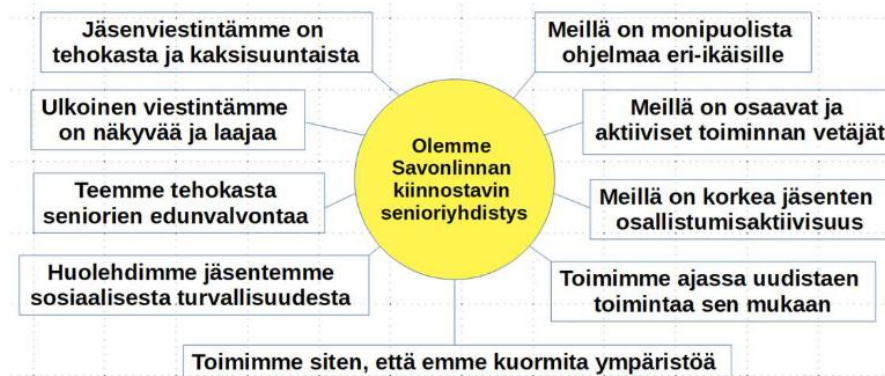 Jäsenviestintämme on
tehokasta ja kaksisuuntaista
Meillä on monipuolista
ohjelmaa eri-ikäisille
Ulkoinen viestintämme
on näkyvää ja laajaa
Meillä on osaavat ja
aktiiviset toiminnan vetäjät
Olemme
Savonlinnan
kiinnostavin
senioriyhdistys
Teemme tehokasta
seniorien edunvalvontaa
Meillä on korkea jäsenten
osallistumisaktiivisuus
Huolehdimme jäsentemme
sosiaalisesta turvallisuudesta
Toimimme ajassa uudistaen
toimintaa sen mukaan
Toimimme siten, että emme kuormita ympäristöä